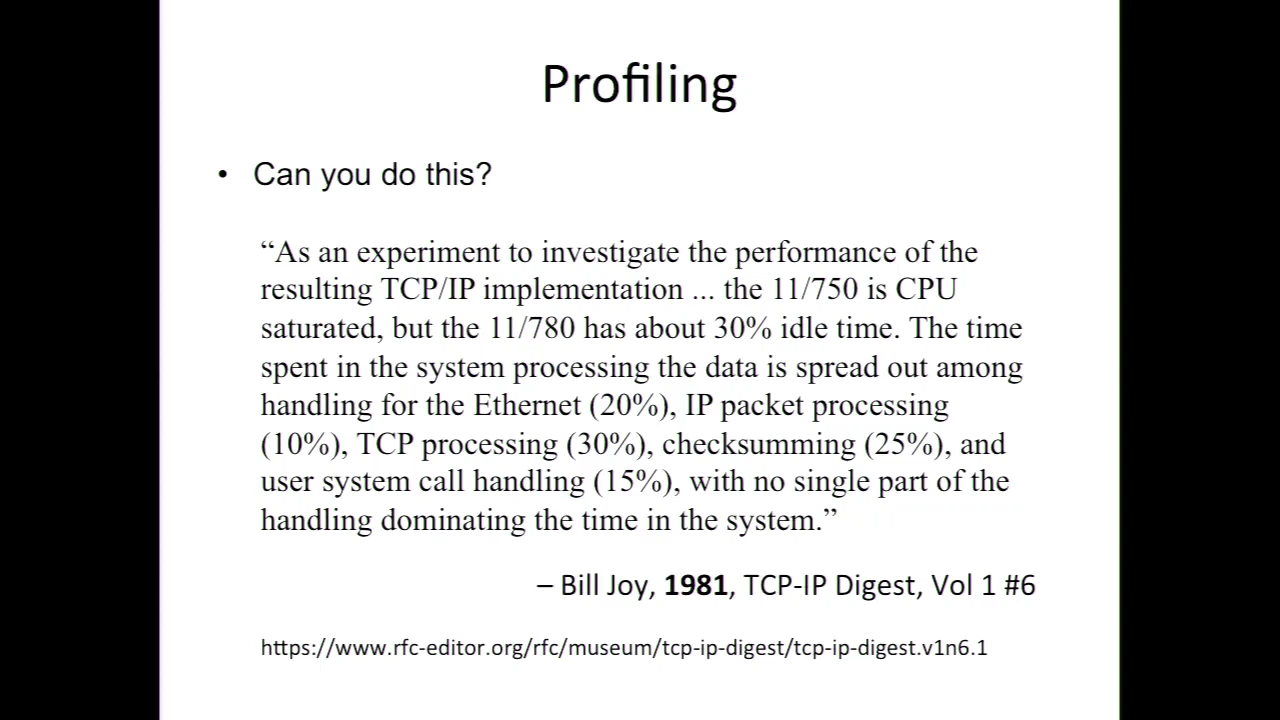 Profiling
• Can you do this?
“As an experiment to investigate the performance of the
resulting TCP/IP implementation ... the 11/750 is CPU
saturated, but the 11/780 has about 30% idle time. The time
spent in the system processing the data is spread out among
handling for the Ethernet (20%), IP packet processing
(10%), TCP processing (30%), checksumming (25%), and
user system call handling (15%), with no single part of the
handling dominating the time in the system.”
– Bill Joy, 1981, TCP-IP Digest, Vol 1 #6
https://www.rfc-editor.org/rfc/museum/tcp-ip-digest/tcp-ip-digest.v1n6.1